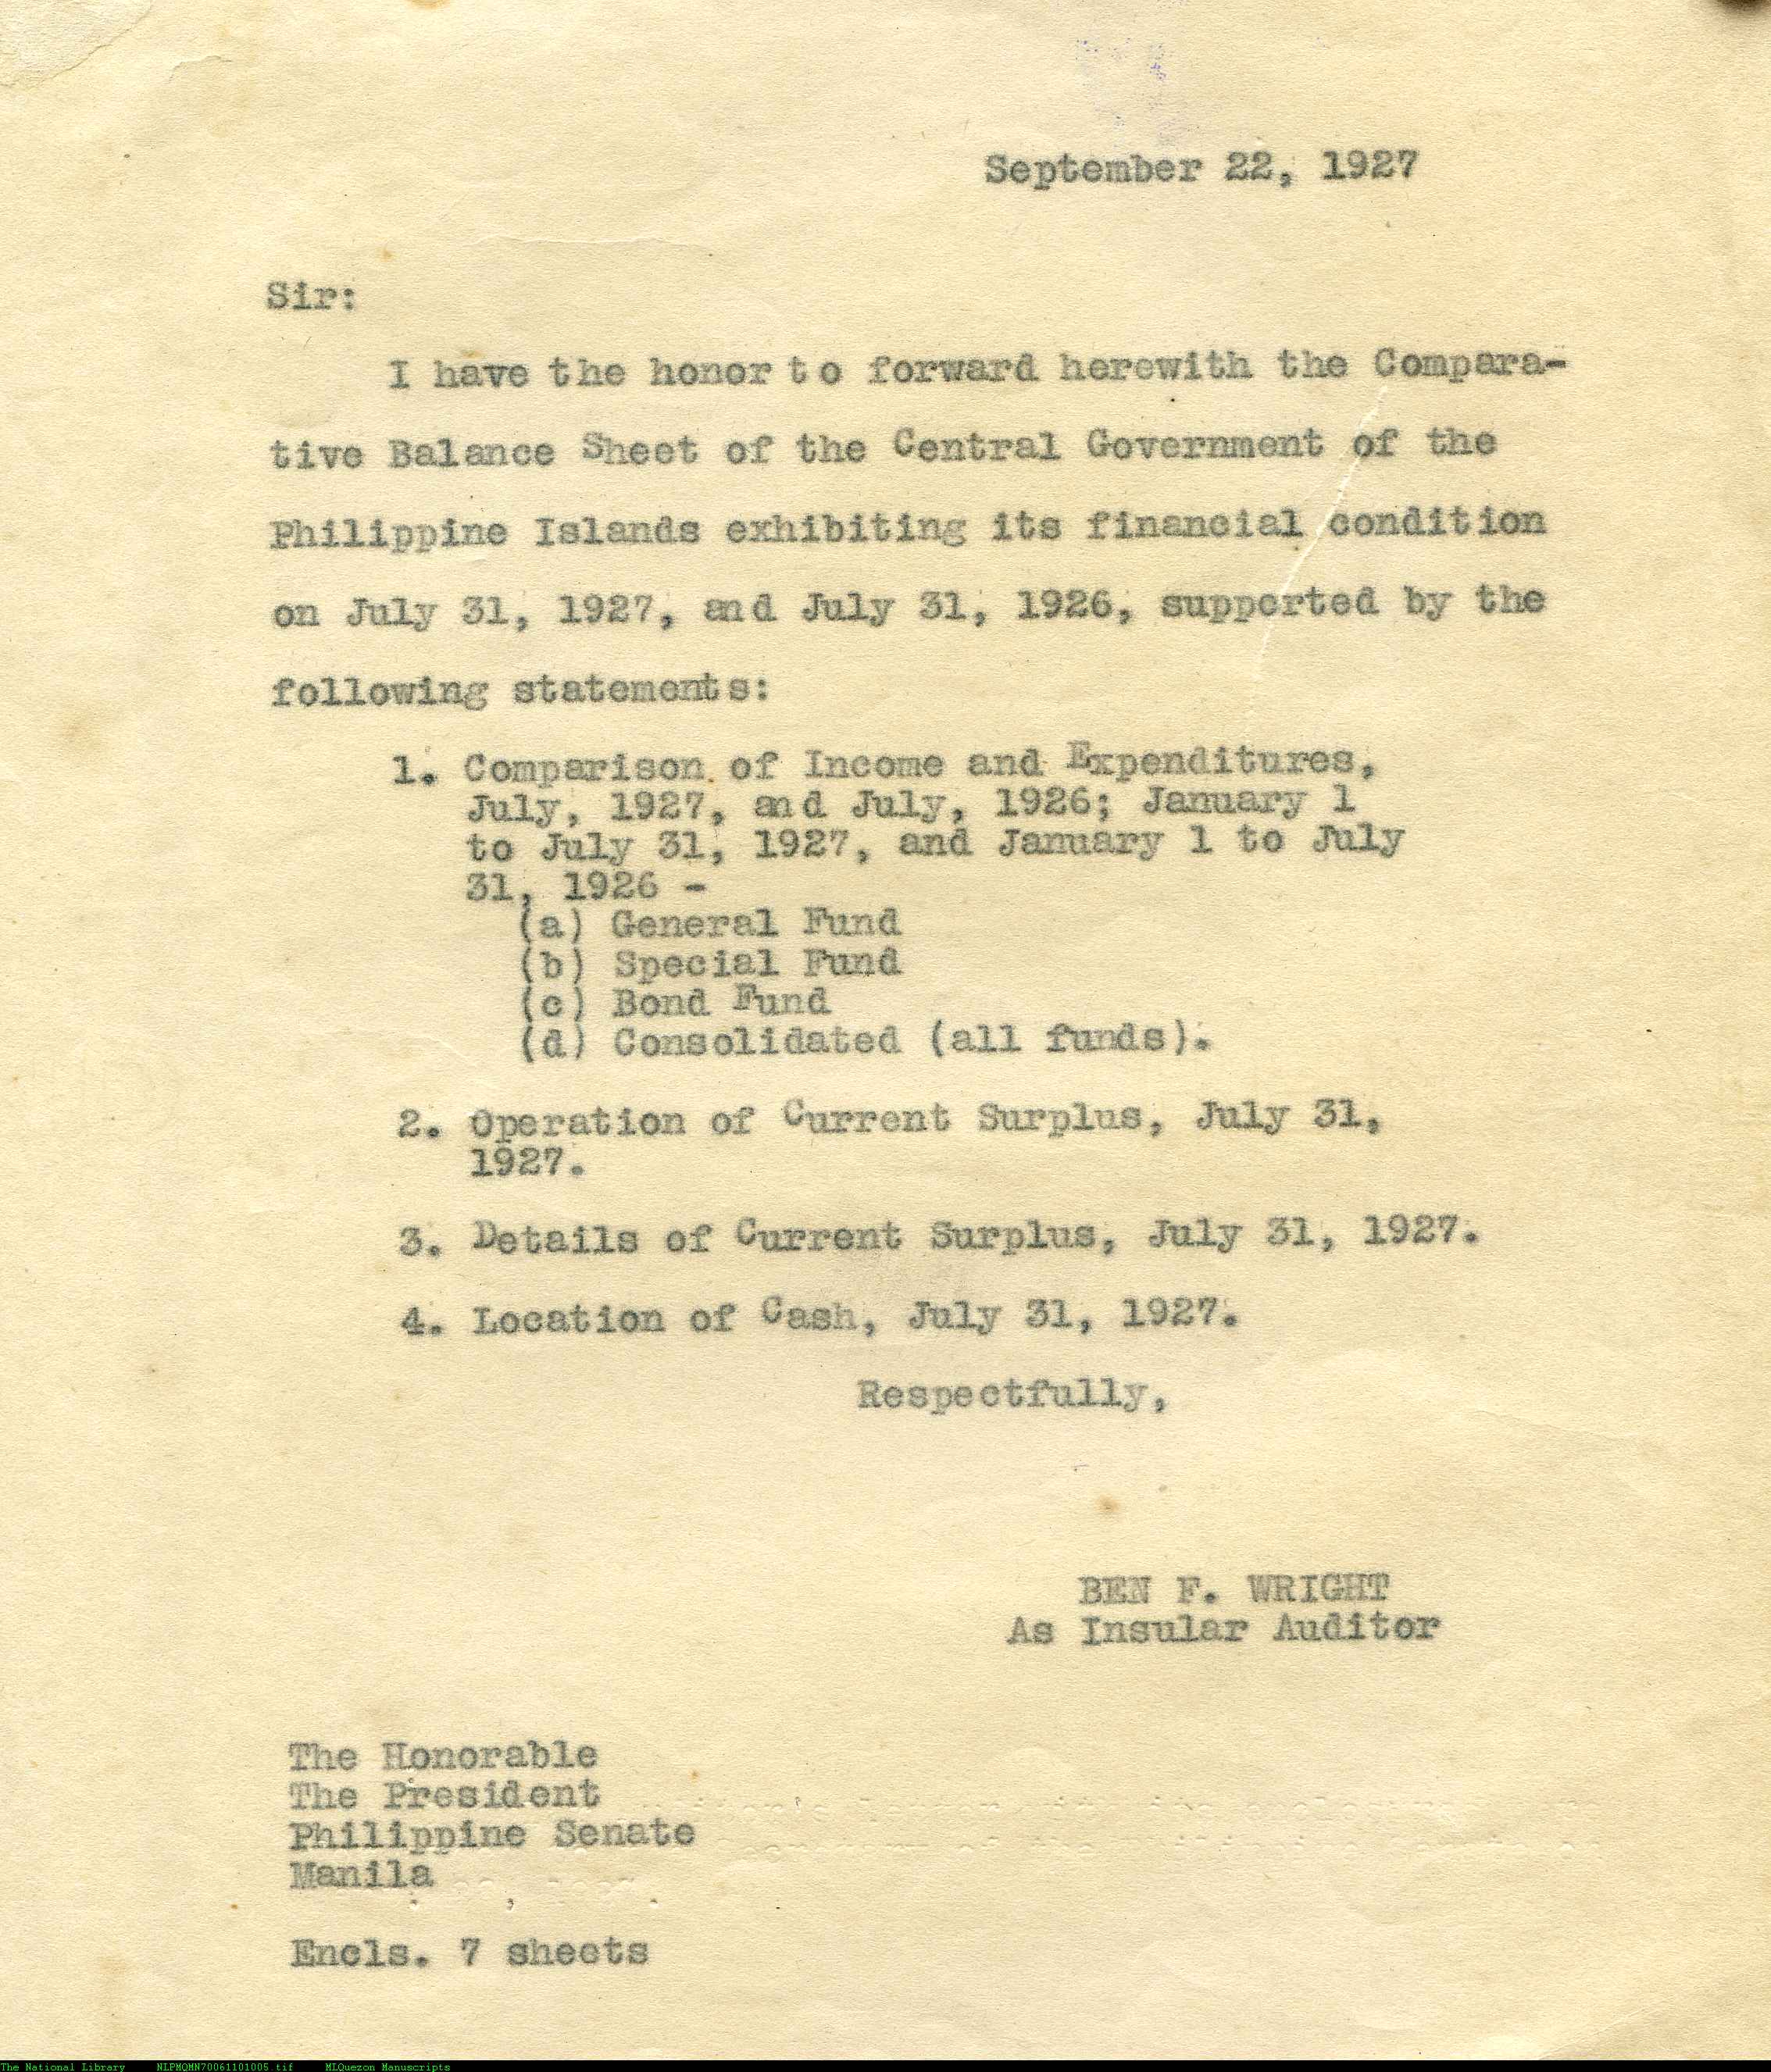 September 22, 1927
Sir:
I have the honor to forward herewith the Compara-
tive Balance Sheet of the Central Government of the
Philippine Islands exhibiting its financial condition
on July 31, 1927, and July 31, 1926, supported by the
following statements:
1. Comparison of Income and Expenditures,
July, 1927, and July, 1926; January 1
to July 31, 1927, and January 1 to July
31, 1926 -
(a) General Fund
(b) Special Fund
(c) Bond Fund
(d) Consolidated (all funds).
2. Operation of Current Surplus, July 31,
1927.
3. Details of Current Surplus, July 31, 1927.
4. Location of Cash, July 31, 1927.
Respectfully,
BEN F. WRIGHT
As Insular Auditor
The Honorable
The President
Philippine Senate
Manila
Encls. 7 sheets
The National Library NLPMQMN70061101005.tif MLQuezon Manuscripts